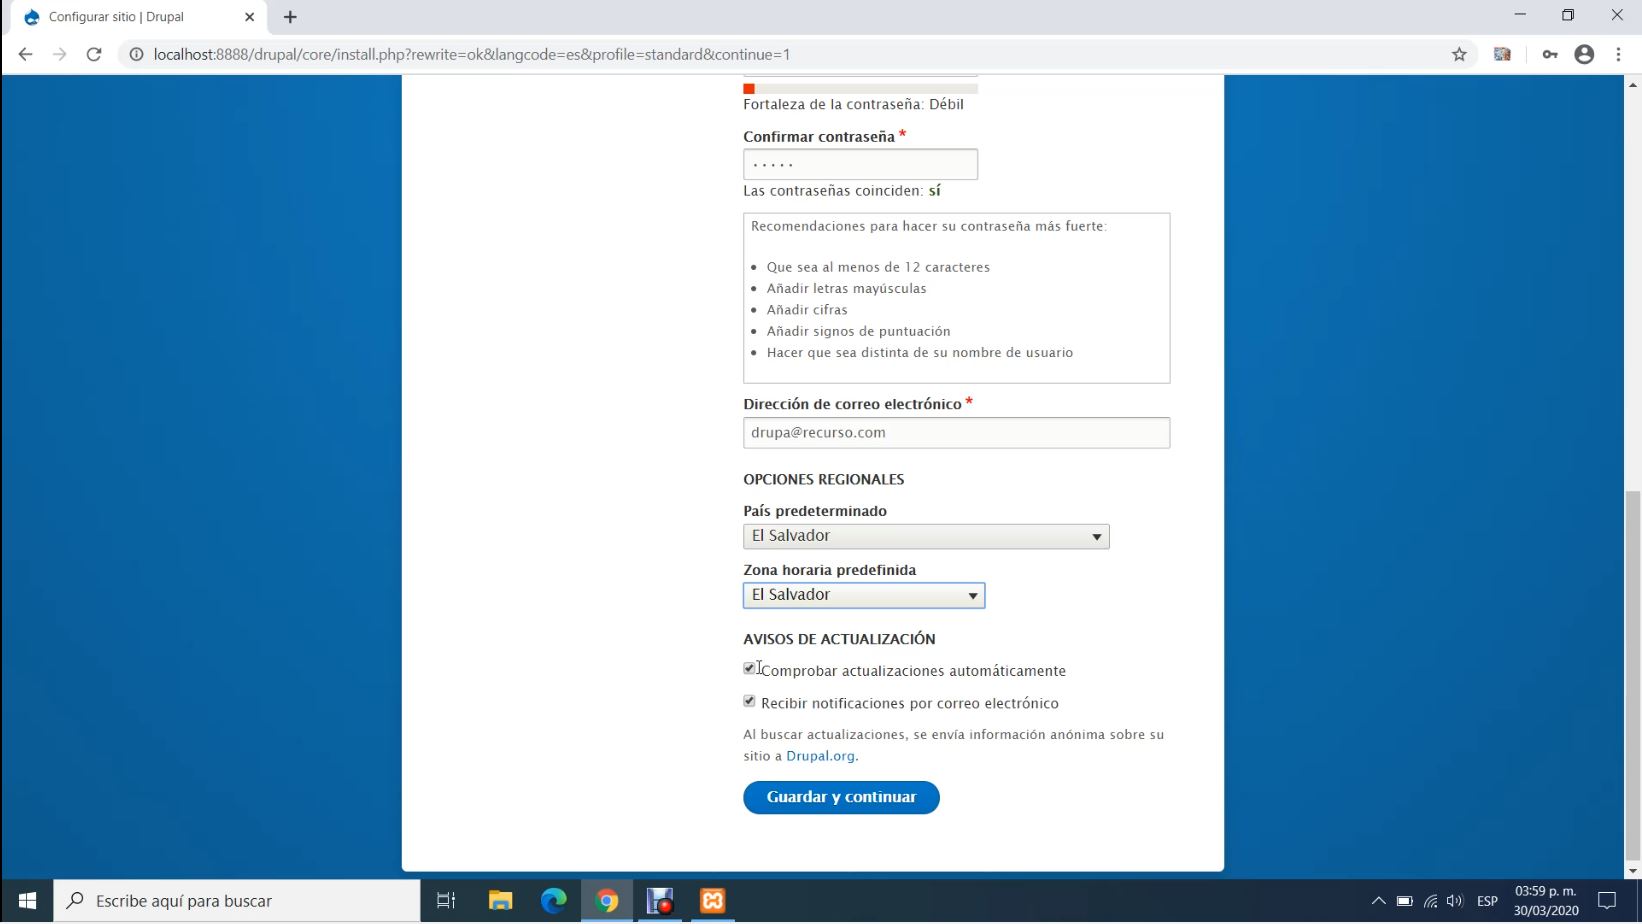 Configurar sitio | Drupal
localhost:8888/drupal/core/install.php?rewrite=ok&langcode=es&profile=standard&continue=1
Fortaleza de la contraseña: Débil
Confirmar contraseña *
Las contraseñas coinciden: sí
Recomendaciones para hacer su contraseña más fuerte:
Que sea al menos de 12 caracteres
Añadir letras mayúsculas
Añadir cifras
Añadir signos de puntuación
Hacer que sea distinta de su nombre de usuario
Dirección de correo electrónico *
drupa@recurso.com
OPCIONES REGIONALES
País predeterminado
El Salvador
Zona horaria predefinida
El Salvador
AVISOS DE ACTUALIZACIÓN
Comprobar actualizaciones automáticamente
Recibir notificaciones por correo electrónico
Al buscar actualizaciones, se envía información anónima sobre su
sitio a Drupal.org.
Guardar y continuar
Escribe aquí para buscar
ESP
03:59 p. m.
30/03/2020